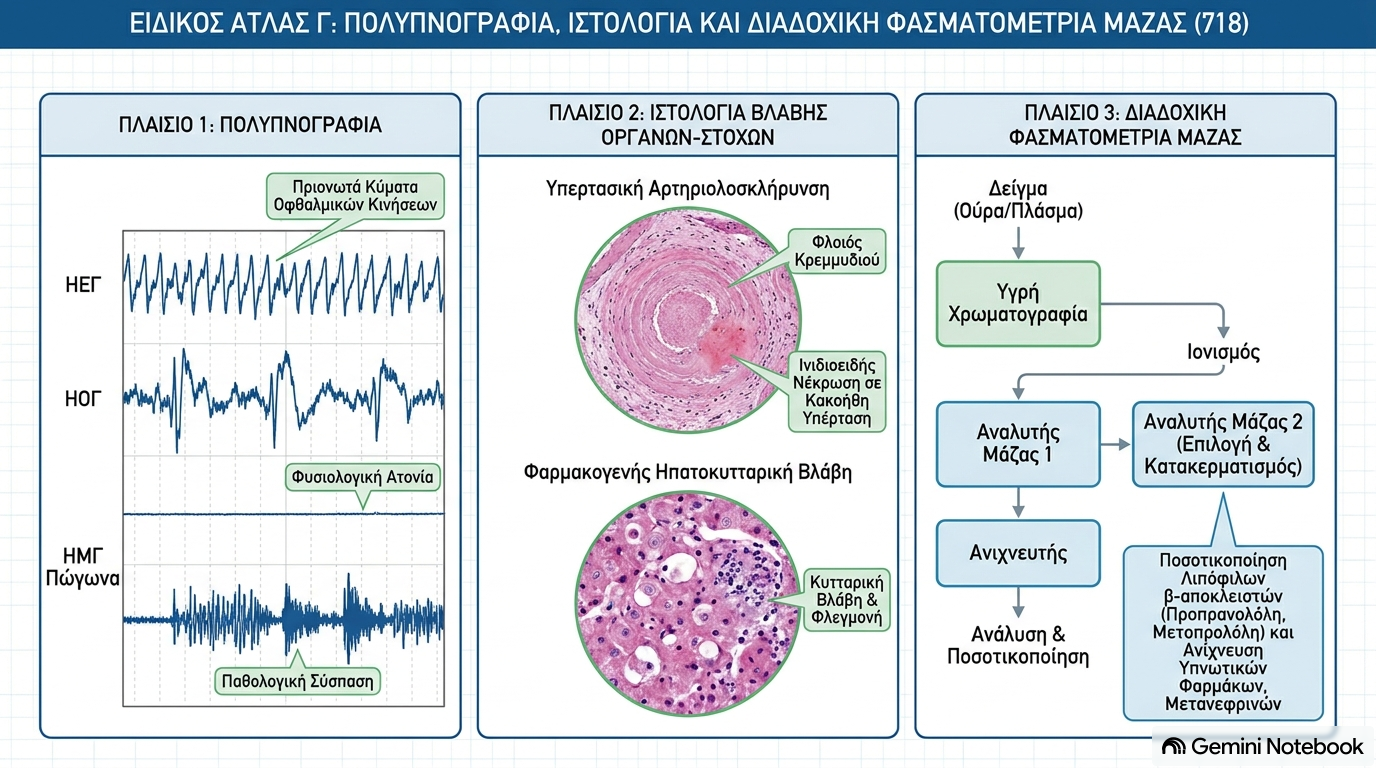 ΕΙΔΙΚΟΣ ΑΤΛΑΣ Γ: ΠΟΛΥΠΝΟΓΡΑΦΙΑ, ΙΣΤΟΛΟΓΙΑ ΚΑΙ ΔΙΑΔΟΧΙΚΗ ΦΑΣΜΑΤΟΜΕΤΡΙΑ ΜΑΖΑΣ (718)
ΠΛΑΙΣΙΟ 1: ΠΟΛΥΠΝΟΓΡΑΦΙΑ
Πριονωτά Κύματα
Οφθαλμικών Κινήσεων
ΗΕΓ
ΗΟΓ
Φυσιολογική Ατονία
ΗΜΓ
Πώγωνα
Παθολογική Σύσπαση
ΠΛΑΙΣΙΟ 2: ΙΣΤΟΛΟΓΙΑ ΒΛΑΒΗΣ
ΟΡΓΑΝΩΝ-ΣΤΟΧΩΝ
Υπερτασική Αρτηριολοσκλήρυνση
Φλοιός
Κρεμμυδιού
Ινιδιοειδής
Νέκρωση σε
Κακοήθη
Υπέρταση
Φαρμακογενής Ηπατοκυτταρική Βλάβη
Κυτταρική
Βλάβη &
Φλεγμονή
ΠΛΑΙΣΙΟ 3: ΔΙΑΔΟΧΙΚΗ
ΦΑΣΜΑΤΟΜΕΤΡΙΑ ΜΑΖΑΣ
Δείγμα
(Ούρα/Πλάσμα)
Υγρή
Χρωματογραφία
Ιονισμός
Αναλυτής
Μάζας 1
Αναλυτής Μάζας 2
(Επιλογή &
Κατακερματισμός)
Ανιχνευτής
Ανάλυση &
Ποσοτικοποίηση
Ποσοτικοποίηση
Λιπόφιλων
β-αποκλειστών
(Προπρανολόλη,
Μετοπρολόλη) και
Ανίχνευση
Υπνωτικών
Φαρμάκων,
Μετανεφρινών
Gemini Notebook